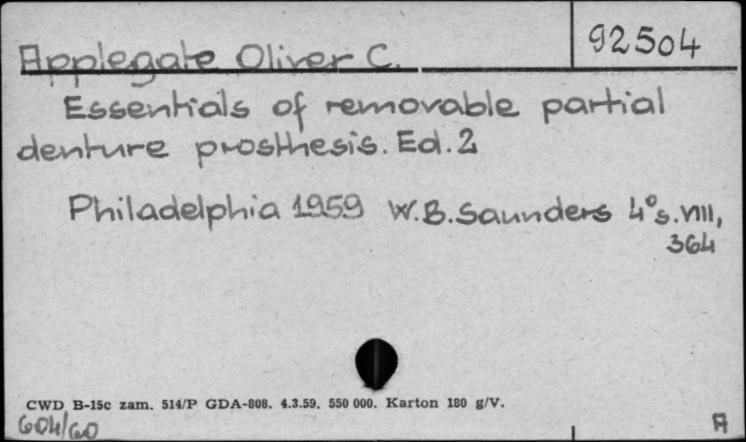 92504
Applegate Oliver C.
Essentials of removable partial
denture prosthesis. Ed. 2
Philadelphia 1959 W.B. Saunders 4° s. VIII,
364
CWD B-15c zam. 514/P GDA-808. 4.3.59. 550 000. Karton 180 g/V.
604/60
A